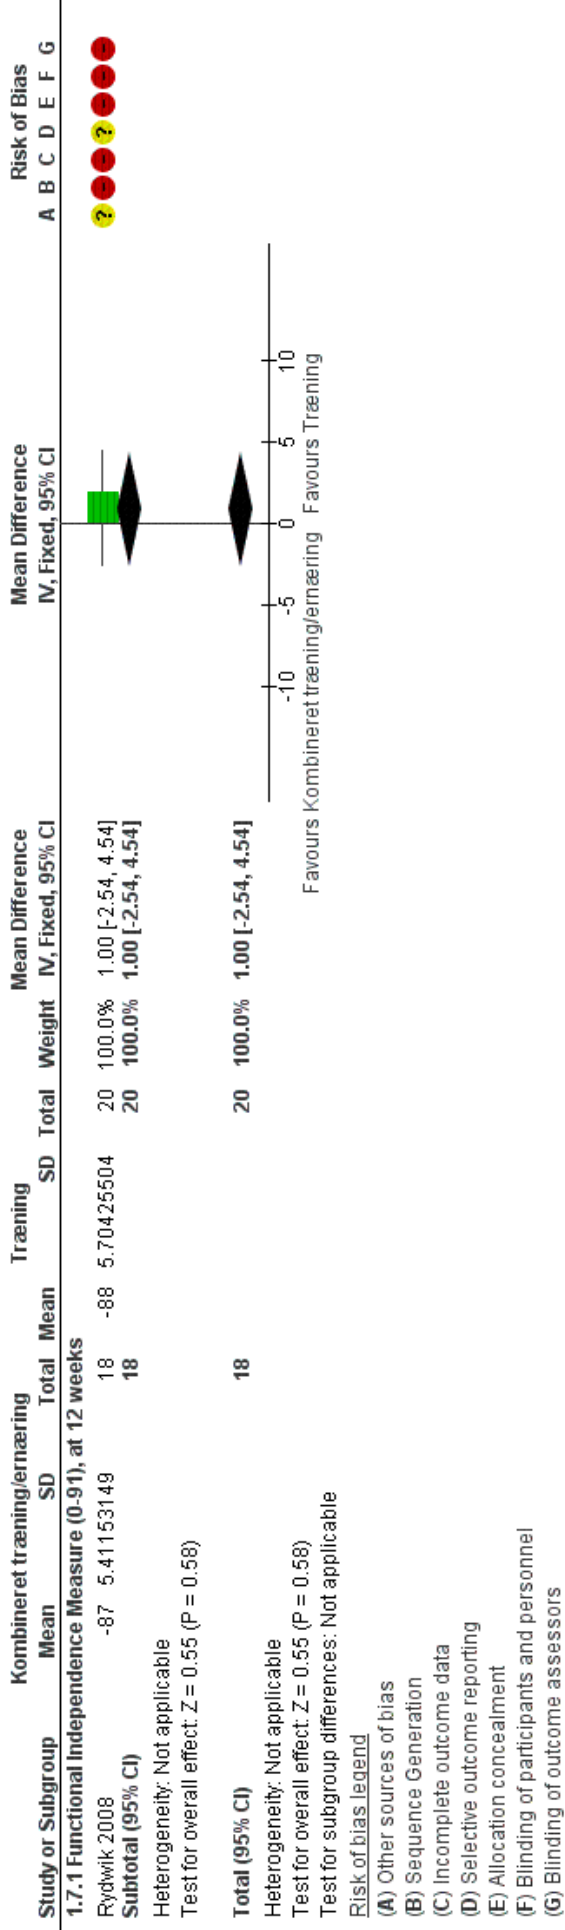 Kombineret træning/ernæring Træning Mean Difference Mean Difference Risk of Bias
Study or Subgroup Mean SD Total Mean SD Total Weight IV, Fixed, 95% CI IV, Fixed, 95% CI A B C D E F G
1.7.1 Functional Independence Measure (0-91), at 12 weeks
Rydwik 2008 -87 5.41153149 18 -88 5.70425504 20 100.0% 1.00 [-2.54, 4.54] ? - - ? - - -
Subtotal (95% CI) 18 20 100.0% 1.00 [-2.54, 4.54]
Heterogeneity: Not applicable
Test for overall effect: Z = 0.55 (P = 0.58)
Total (95% CI) 18 20 100.0% 1.00 [-2.54, 4.54]
Heterogeneity: Not applicable
Test for overall effect: Z = 0.55 (P = 0.58)
Test for subgroup differences: Not applicable
-10 -5 0 5 10
Favours Kombineret træning/ernæring Favours Træning
Risk of bias legend
(A) Other sources of bias
(B) Sequence Generation
(C) Incomplete outcome data
(D) Selective outcome reporting
(E) Allocation concealment
(F) Blinding of participants and personnel
(G) Blinding of outcome assessors